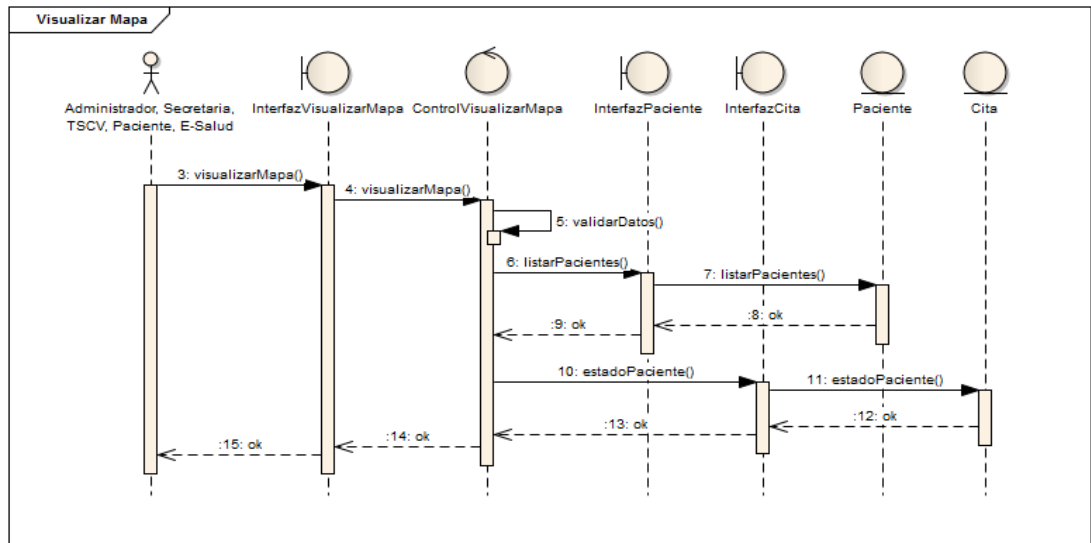 Visualizar Mapa
Administrador, Secretaria,
TSCV, Paciente, E-Salud
InterfazVisualizarMapa
ControlVisualizarMapa
InterfazPaciente
InterfazCita
Paciente
Cita
3: visualizarMapa()
4: visualizarMapa()
5: validarDatos()
6: listarPacientes()
7: listarPacientes()
:8: ok
:9: ok
10: estadoPaciente()
11: estadoPaciente()
:12: ok
:13: ok
:14: ok
:15: ok